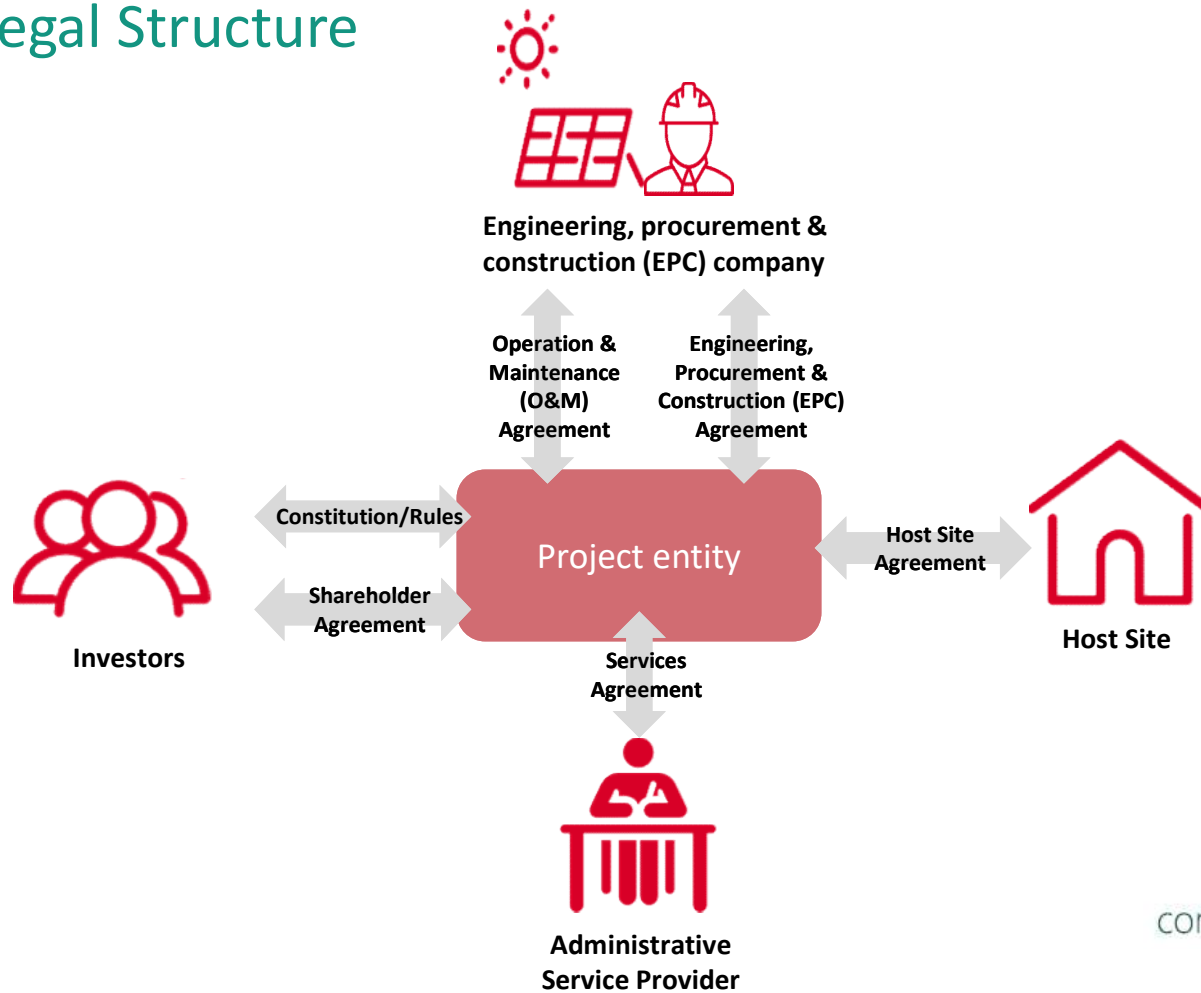 egal Structure
Engineering, procurement &
construction (EPC) company
Operation &
Maintenance
(O&M)
Agreement
Engineering,
Procurement &
Construction (EPC)
Agreement
Constitution/Rules
Shareholder
Agreement
Investors
Project entity
Host Site
Agreement
Host Site
Services
Agreement
Administrative
Service Provider